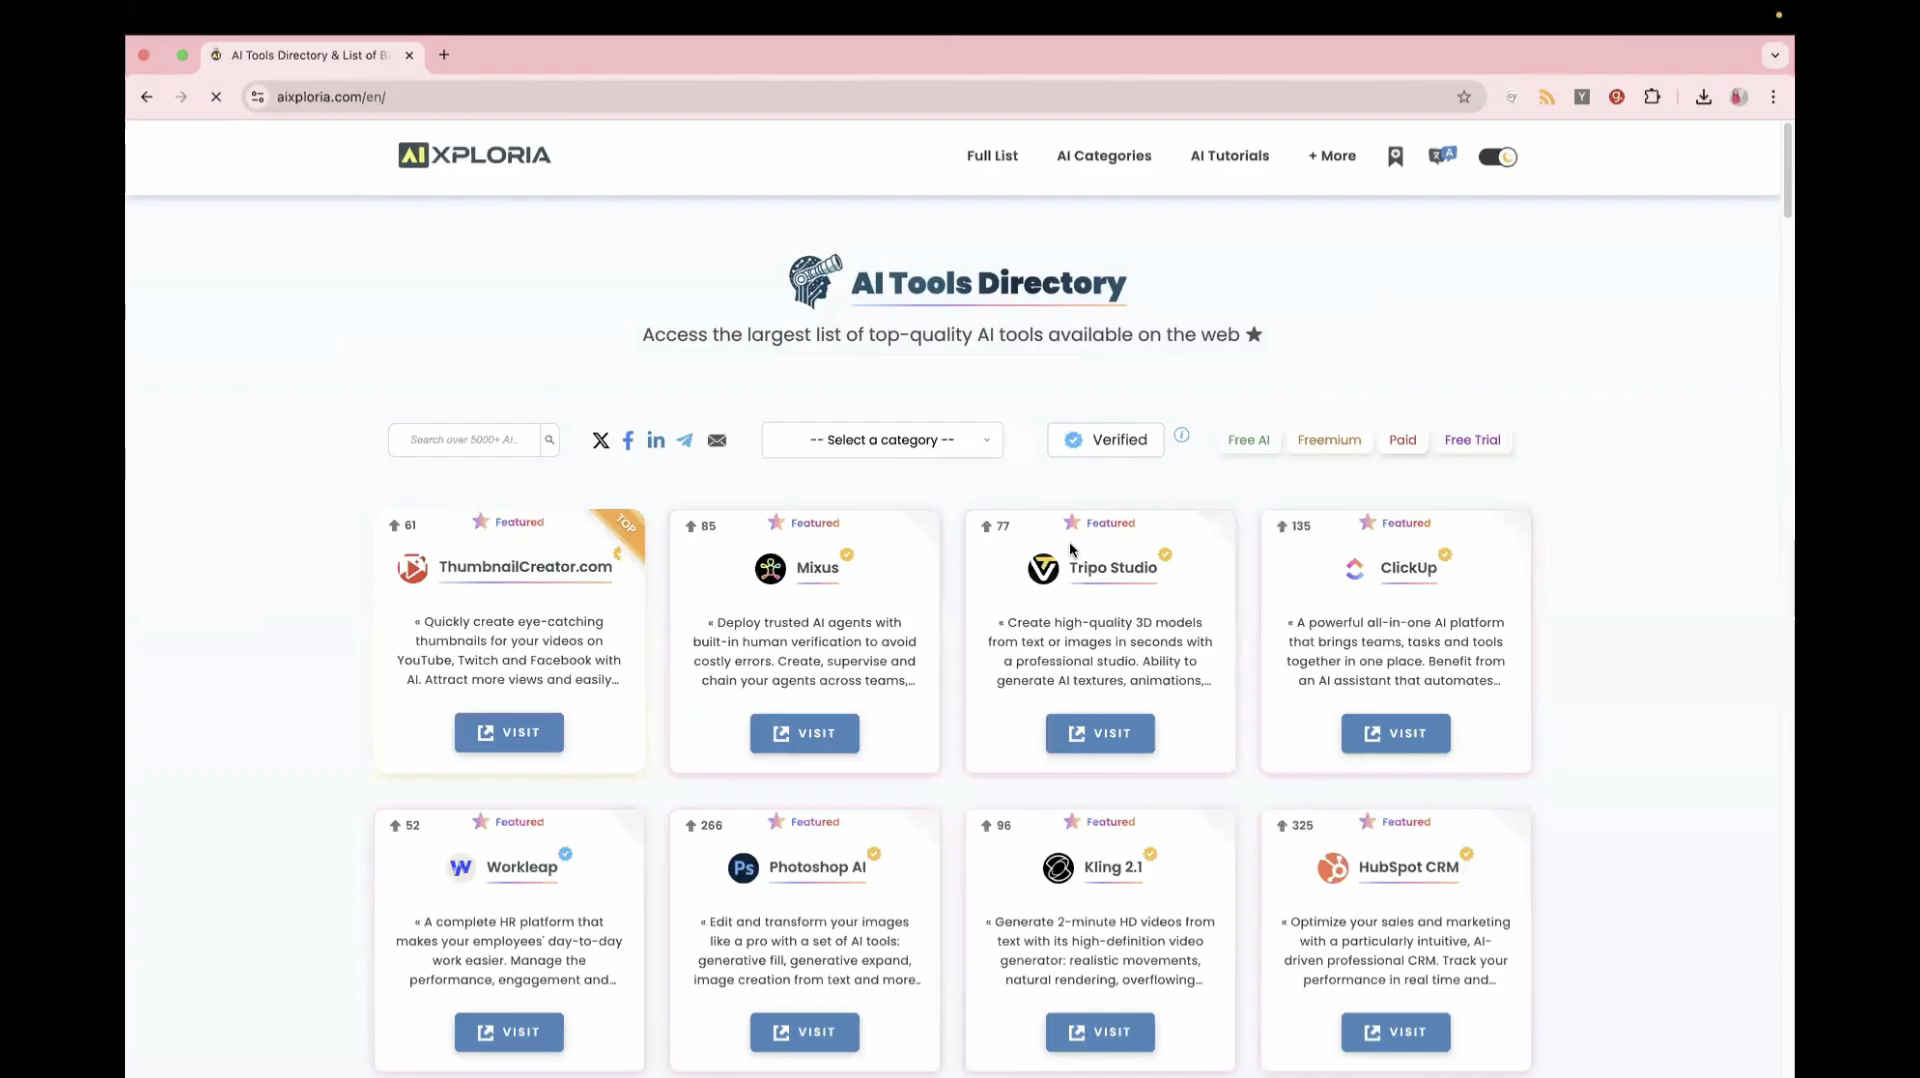 AI Tools Directory & List of B
aixploria.com/en/
AIXPLORIA
Full List
AI Categories
AI Tutorials
+ More
AI Tools Directory
Access the largest list of top-quality AI tools available on the web ★
Search over 5000+ AI..
-- Select a category --
Verified
Free AI
Freemium
Paid
Free Trial
61
Featured
TOP
ThumbnailCreator.com
« Quickly create eye-catching
thumbnails for your videos on
YouTube, Twitch and Facebook with
AI. Attract more views and easily…
VISIT
85
Featured
Mixus
« Deploy trusted AI agents with
built-in human verification to avoid
costly errors. Create, supervise and
chain your agents across teams,…
VISIT
77
Featured
Tripo Studio
« Create high-quality 3D models
from text or images in seconds with
a professional studio. Ability to
generate AI textures, animations,…
VISIT
135
Featured
ClickUp
« A powerful all-in-one AI platform
that brings teams, tasks and tools
together in one place. Benefit from
an AI assistant that automates…
VISIT
52
Featured
Workleap
« A complete HR platform that
makes your employees' day-to-day
work easier. Manage the
performance, engagement and…
VISIT
266
Featured
Ps
Photoshop AI
« Edit and transform your images
like a pro with a set of AI tools:
generative fill, generative expand,
image creation from text and more..
VISIT
96
Featured
Kling 2.1
« Generate 2-minute HD videos from
text with its high-definition video
generator: realistic movements,
natural rendering, overflowing…
VISIT
325
Featured
HubSpot CRM
« Optimize your sales and marketing
with a particularly intuitive, AI-
driven professional CRM. Track your
performance in real time and…
VISIT